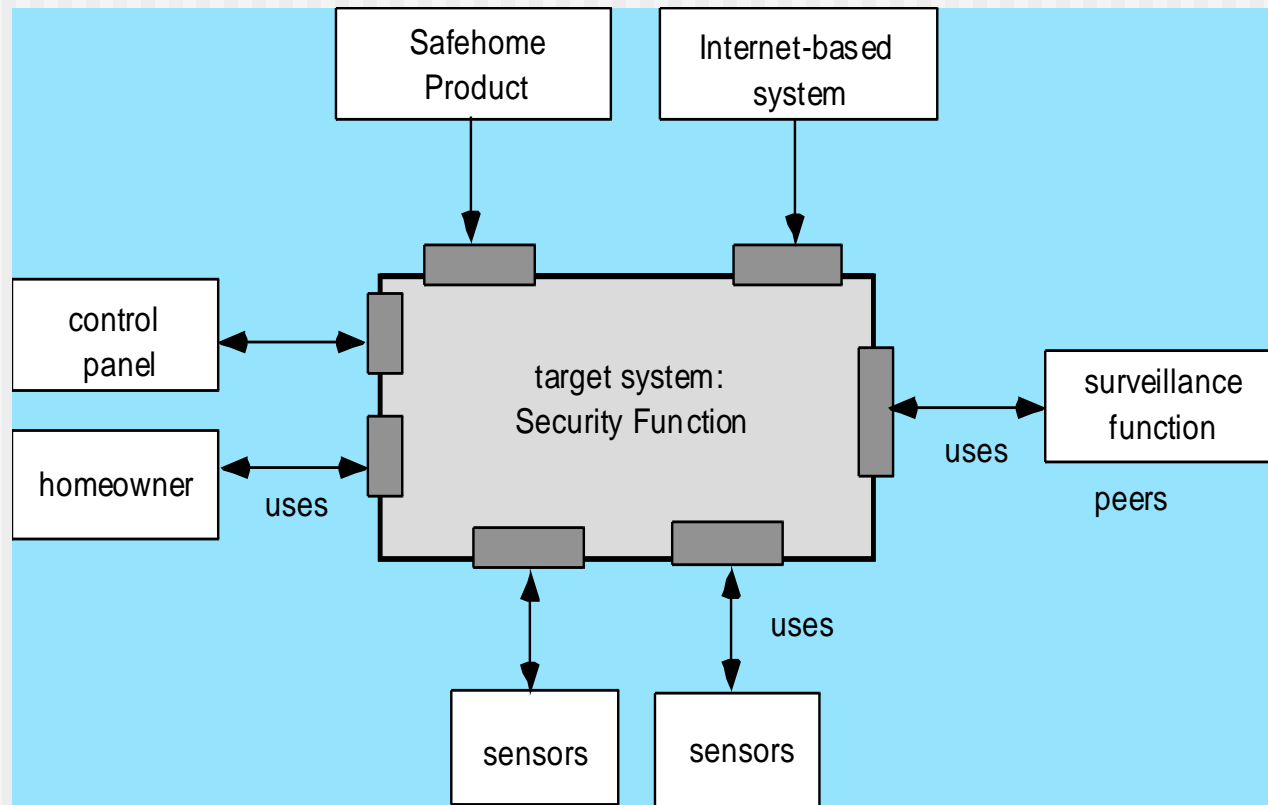 Safehome
Product
Internet-based
system
control
panel
target system:
Security Function
surveillance
function
uses
homeowner
uses
peers
uses
sensors
sensors